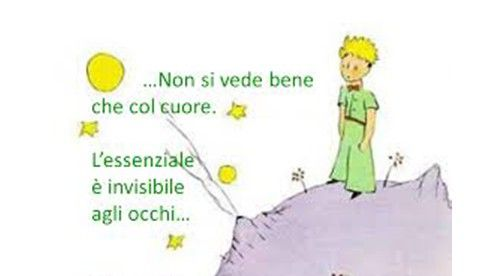 …Non si vede bene
che col cuore.
L’essenziale
è invisibile
agli occhi…